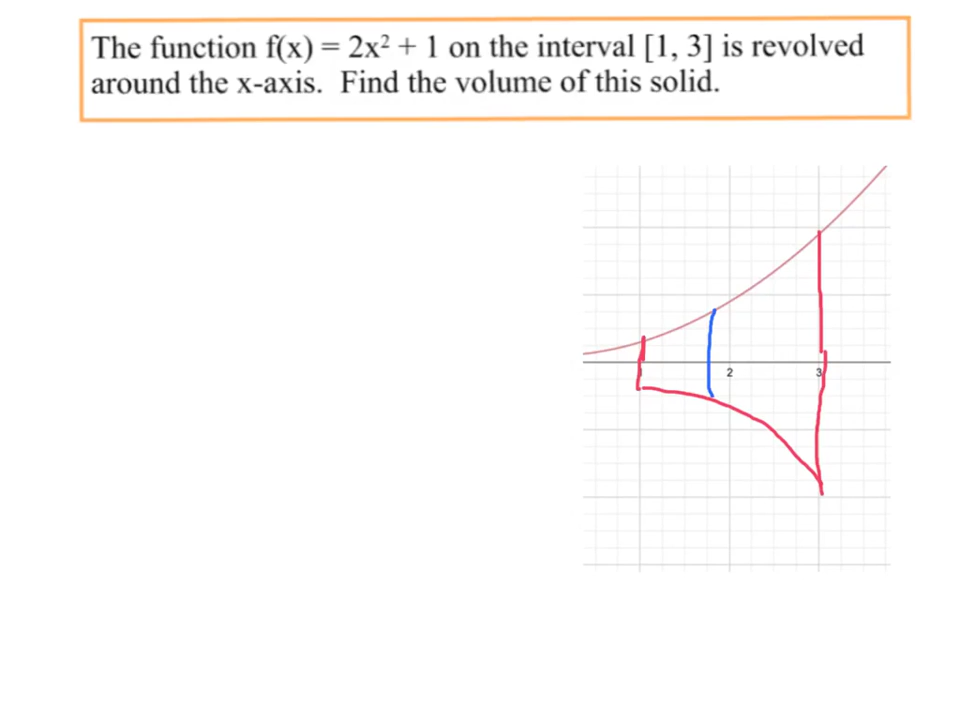 The function f(x) = 2x² + 1 on the interval [1, 3] is revolved
around the x-axis. Find the volume of this solid.
2
3